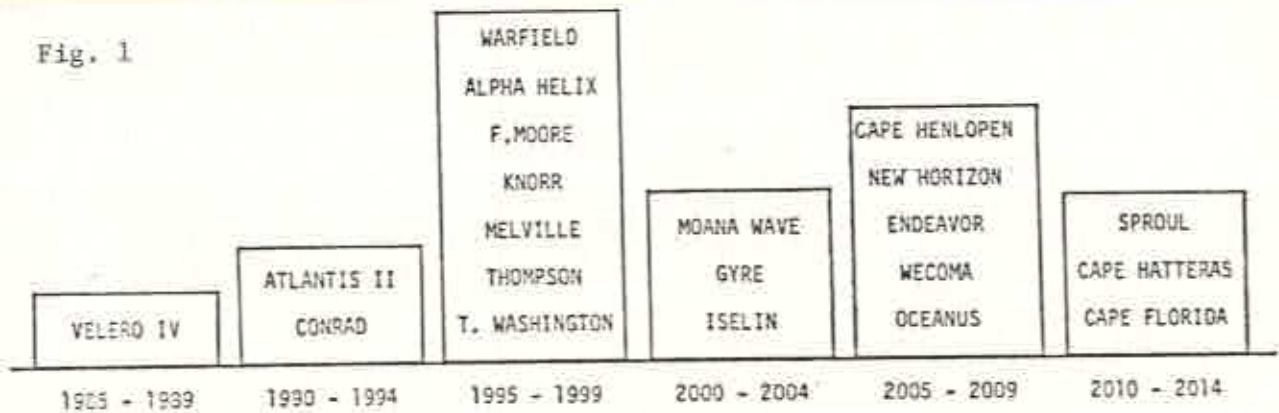 Fig. 1
VELERO IV
ATLANTIS II
CONRAD
WARFIELD
ALPHA HELIX
F.MOORE
KNORR
MELVILLE
THOMPSON
T. WASHINGTON
MOANA WAVE
GYRE
ISELIN
CAPE HENLOPEN
NEW HORIZON
ENDEAVOR
WECOMA
OCEANUS
SPROUL
CAPE HATTERAS
CAPE FLORIDA
1985 - 1989 1990 - 1994 1995 - 1999 2000 - 2004 2005 - 2009 2010 - 2014